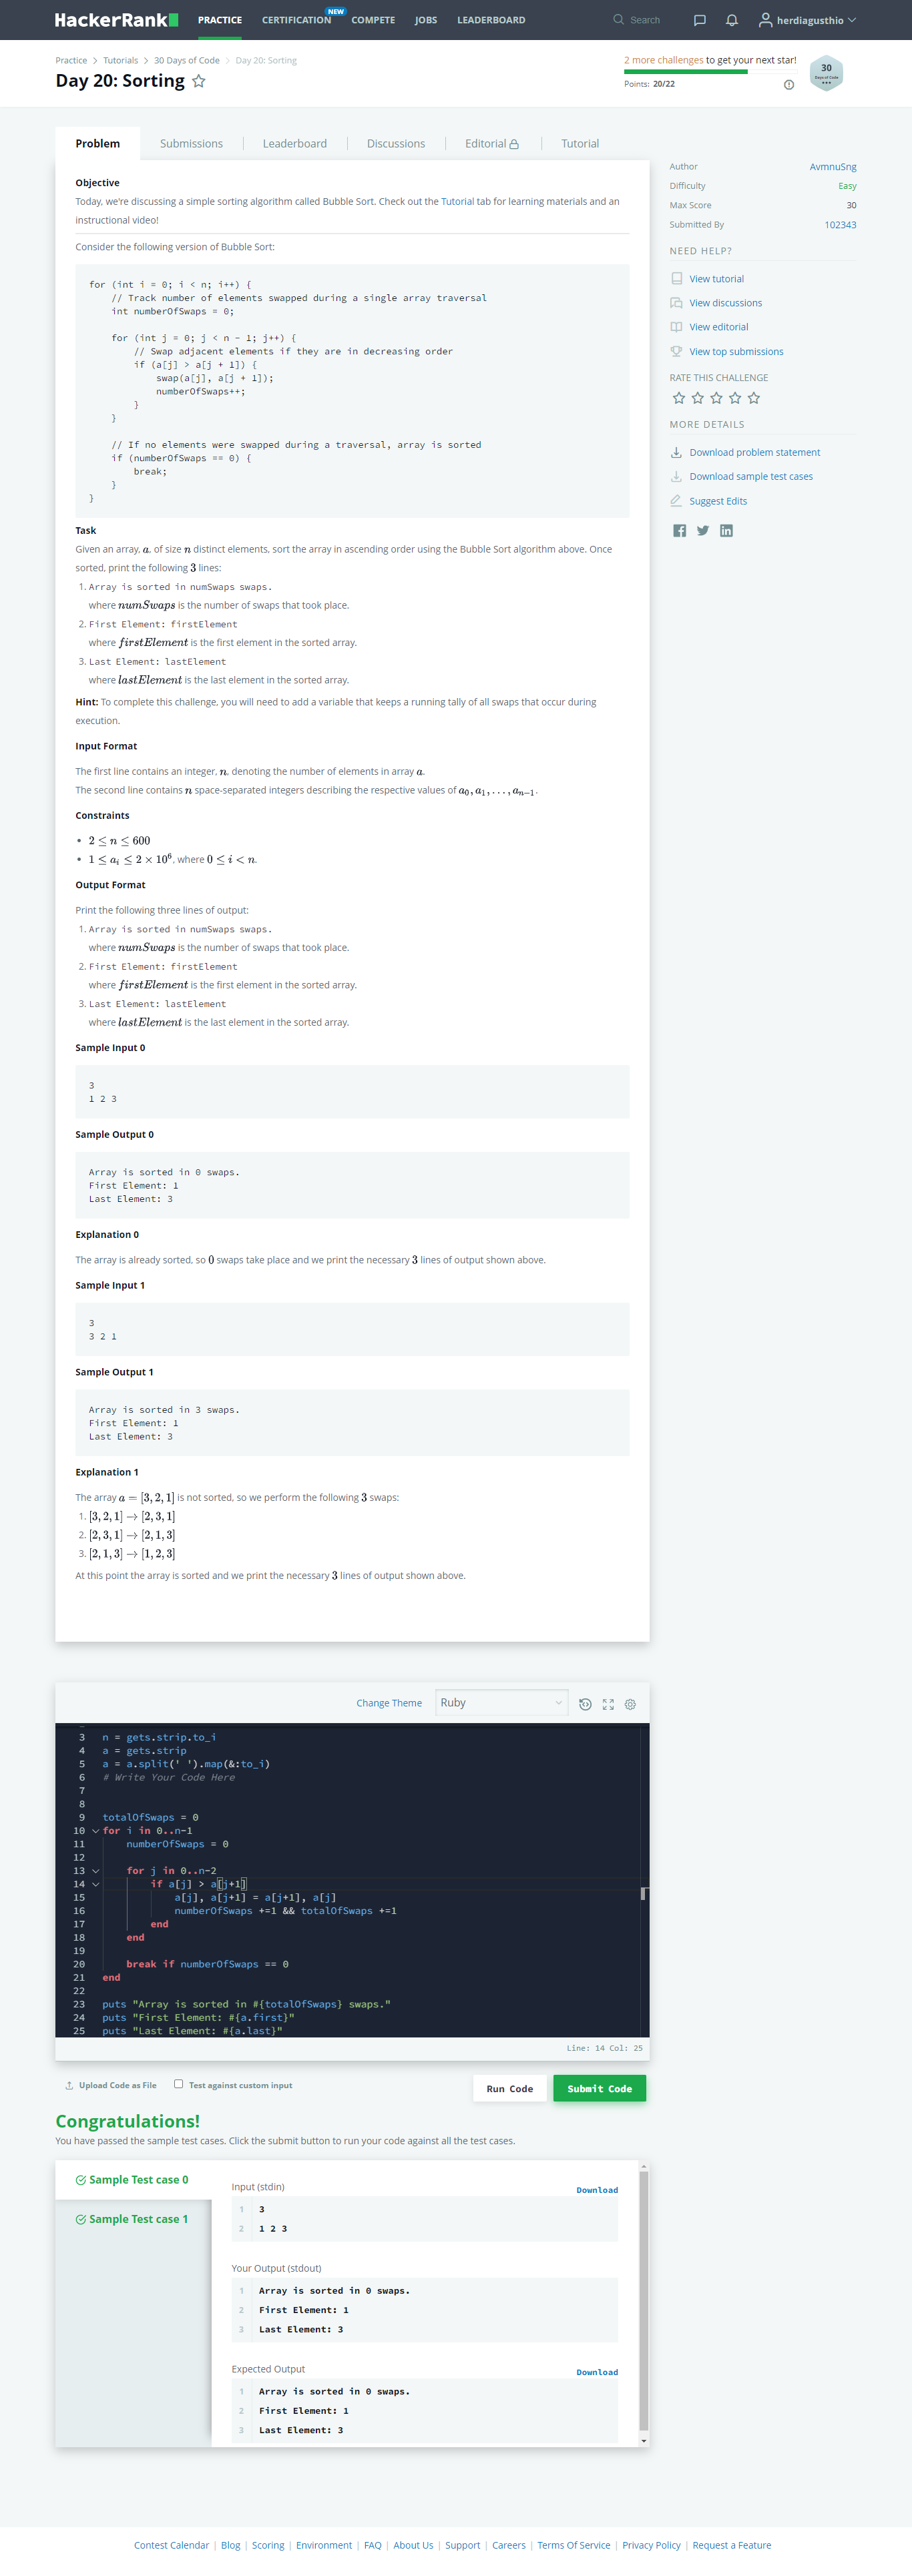 HackerRank
PRACTICE
CERTIFICATION
NEW
COMPETE
JOBS
LEADERBOARD
Search
herdiagusthio
Practice > Tutorials > 30 Days of Code > Day 20: Sorting
Day 20: Sorting
2 more challenges to get your next star!
Points: 20/22
30
Days of Code
Problem
Submissions
Leaderboard
Discussions
Editorial
Tutorial
Objective
Today, we're discussing a simple sorting algorithm called Bubble Sort. Check out the Tutorial tab for learning materials and an
instructional video!
Consider the following version of Bubble Sort:
for (int i = 0; i < n; i++) {
// Track number of elements swapped during a single array traversal
int numberOfSwaps = 0;
for (int j = 0; j < n - 1; j++) {
// Swap adjacent elements if they are in decreasing order
if (a[j] > a[j + 1]) {
swap(a[j], a[j + 1]);
numberOfSwaps++;
}
}
// If no elements were swapped during a traversal, array is sorted
if (numberOfSwaps == 0) {
break;
}
}
Task
Given an array, a, of size n distinct elements, sort the array in ascending order using the Bubble Sort algorithm above. Once
sorted, print the following 3 lines:
1. Array is sorted in numSwaps swaps.
where numSwaps is the number of swaps that took place.
2. First Element: firstElement
where firstElement is the first element in the sorted array.
3. Last Element: lastElement
where lastElement is the last element in the sorted array.
Hint: To complete this challenge, you will need to add a variable that keeps a running tally of all swaps that occur during
execution.
Input Format
The first line contains an integer, n, denoting the number of elements in array a.
The second line contains n space-separated integers describing the respective values of a₀, a₁, . . . , aₙ₋₁.
Constraints
• 2 ≤ n ≤ 600
• 1 ≤ aᵢ ≤ 2 × 10⁶, where 0 ≤ i < n.
Output Format
Print the following three lines of output:
1. Array is sorted in numSwaps swaps.
where numSwaps is the number of swaps that took place.
2. First Element: firstElement
where firstElement is the first element in the sorted array.
3. Last Element: lastElement
where lastElement is the last element in the sorted array.
Sample Input 0
3
1 2 3
Sample Output 0
Array is sorted in 0 swaps.
First Element: 1
Last Element: 3
Explanation 0
The array is already sorted, so 0 swaps take place and we print the necessary 3 lines of output shown above.
Sample Input 1
3
3 2 1
Sample Output 1
Array is sorted in 3 swaps.
First Element: 1
Last Element: 3
Explanation 1
The array a = [3, 2, 1] is not sorted, so we perform the following 3 swaps:
1. [3, 2, 1] → [2, 3, 1]
2. [2, 3, 1] → [2, 1, 3]
3. [2, 1, 3] → [1, 2, 3]
At this point the array is sorted and we print the necessary 3 lines of output shown above.
Author AvmnuSng
Difficulty Easy
Max Score 30
Submitted By 102343
NEED HELP?
View tutorial
View discussions
View editorial
View top submissions
RATE THIS CHALLENGE
MORE DETAILS
Download problem statement
Download sample test cases
Suggest Edits
Change Theme
Ruby
3 n = gets.strip.to_i
4 a = gets.strip
5 a = a.split(' ').map(&:to_i)
6 # Write Your Code Here
7
8
9 totalOfSwaps = 0
10 for i in 0..n-1
11 numberOfSwaps = 0
12
13 for j in 0..n-2
14 if a[j] > a[j+1]
15 a[j], a[j+1] = a[j+1], a[j]
16 numberOfSwaps +=1 && totalOfSwaps +=1
17 end
18 end
19
20 break if numberOfSwaps == 0
21 end
22
23 puts "Array is sorted in #{totalOfSwaps} swaps."
24 puts "First Element: #{a.first}"
25 puts "Last Element: #{a.last}"
Line: 14 Col: 25
Upload Code as File
Test against custom input
Run Code
Submit Code
Congratulations!
You have passed the sample test cases. Click the submit button to run your code against all the test cases.
Sample Test case 0
Sample Test case 1
Input (stdin)
Download
1 3
2 1 2 3
Your Output (stdout)
1 Array is sorted in 0 swaps.
2 First Element: 1
3 Last Element: 3
Expected Output
Download
1 Array is sorted in 0 swaps.
2 First Element: 1
3 Last Element: 3
Contest Calendar | Blog | Scoring | Environment | FAQ | About Us | Support | Careers | Terms Of Service | Privacy Policy | Request a Feature